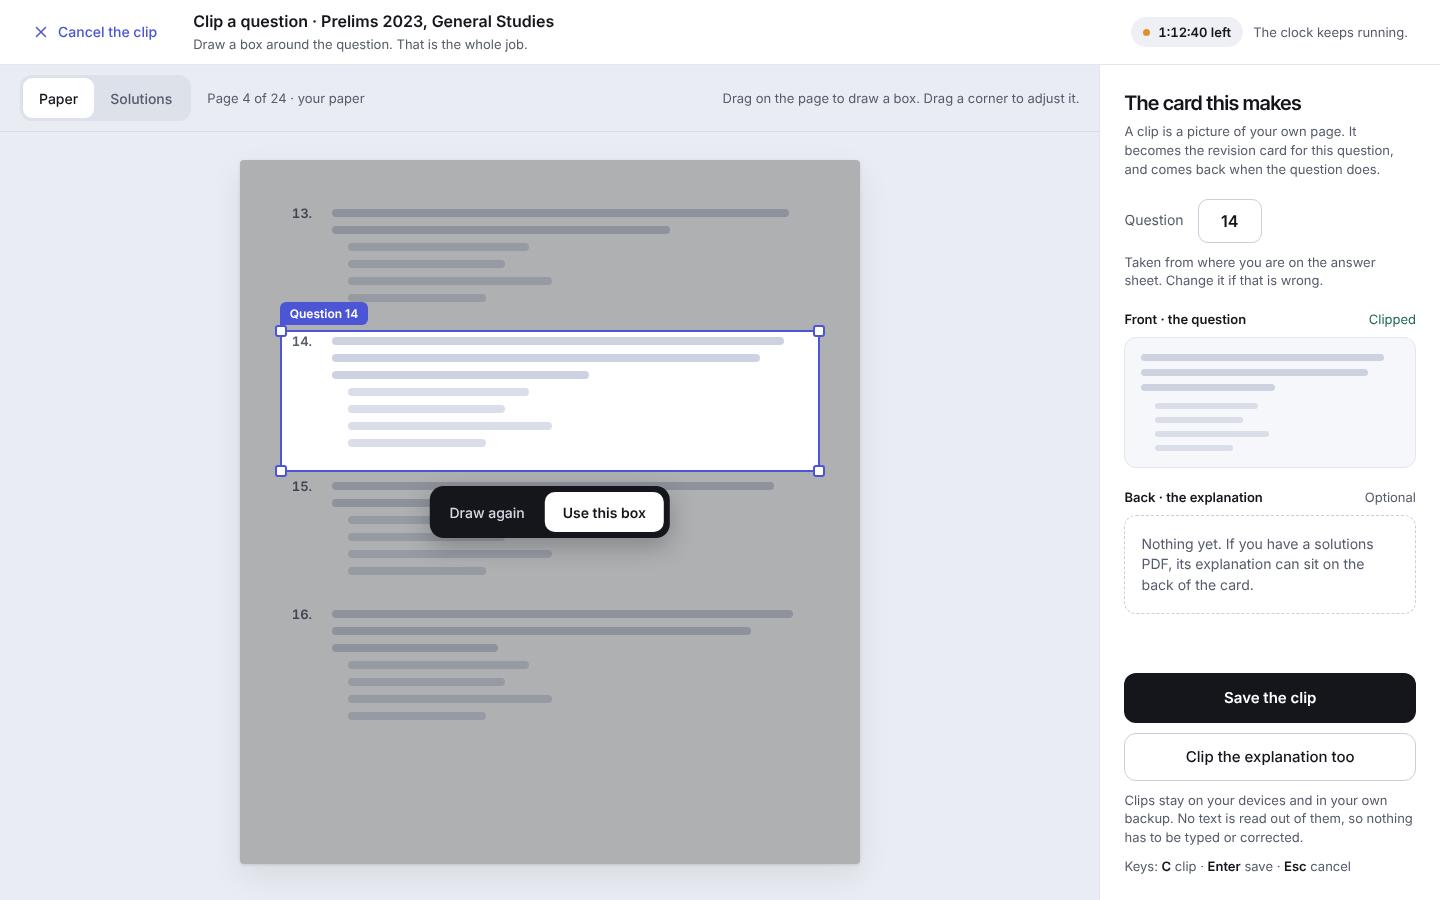 Cancel the clip
Clip a question · Prelims 2023, General Studies
Draw a box around the question. That is the whole job.
1:12:40 left
The clock keeps running.
Paper
Solutions
Page 4 of 24 · your paper
Drag on the page to draw a box. Drag a corner to adjust it.
13.
Question 14
14.
15.
Draw again
Use this box
16.
The card this makes
A clip is a picture of your own page. It
becomes the revision card for this question,
and comes back when the question does.
Question
14
Taken from where you are on the answer
sheet. Change it if that is wrong.
Front · the question
Clipped
Back · the explanation
Optional
Nothing yet. If you have a solutions
PDF, its explanation can sit on the
back of the card.
Save the clip
Clip the explanation too
Clips stay on your devices and in your own
backup. No text is read out of them, so nothing
has to be typed or corrected.
Keys: C clip · Enter save · Esc cancel